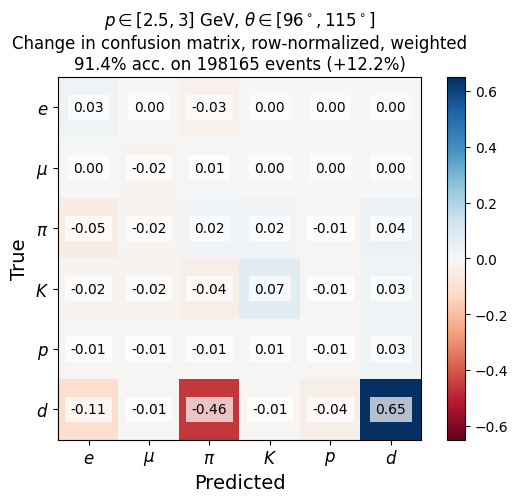 p ∈ [2.5, 3] GeV, θ ∈ [96°, 115°]
Change in confusion matrix, row-normalized, weighted
91.4% acc. on 198165 events (+12.2%)
e 0.03 0.00 -0.03 0.00 0.00 0.00
μ 0.00 -0.02 0.01 0.00 0.00 0.00
π -0.05 -0.02 0.02 0.02 -0.01 0.04
K -0.02 -0.02 -0.04 0.07 -0.01 0.03
p -0.01 -0.01 -0.01 0.01 -0.01 0.03
d -0.11 -0.01 -0.46 -0.01 -0.04 0.65
e μ π K p d
True
Predicted
0.6
0.4
0.2
0.0
−0.2
−0.4
−0.6